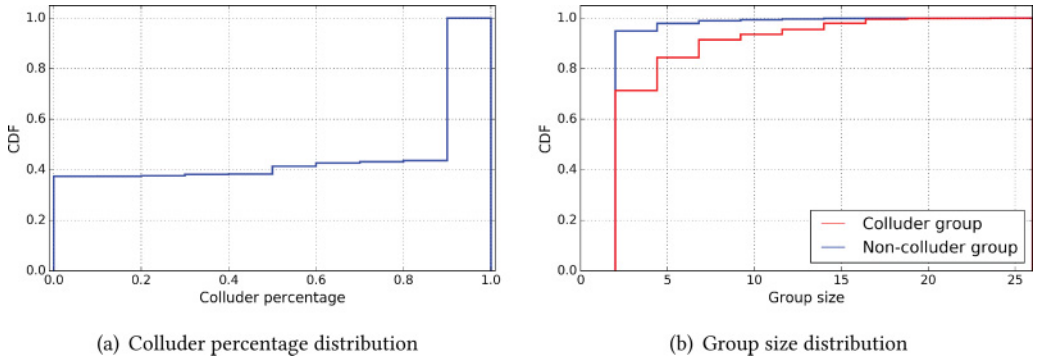 1.0
0.8
0.6
0.4
0.2
0.0
CDF
0.0 0.2 0.4 0.6 0.8 1.0
Colluder percentage
(a) Colluder percentage distribution
1.0
0.8
0.6
0.4
0.2
0.0
CDF
Colluder group
Non-colluder group
0 5 10 15 20 25
Group size
(b) Group size distribution